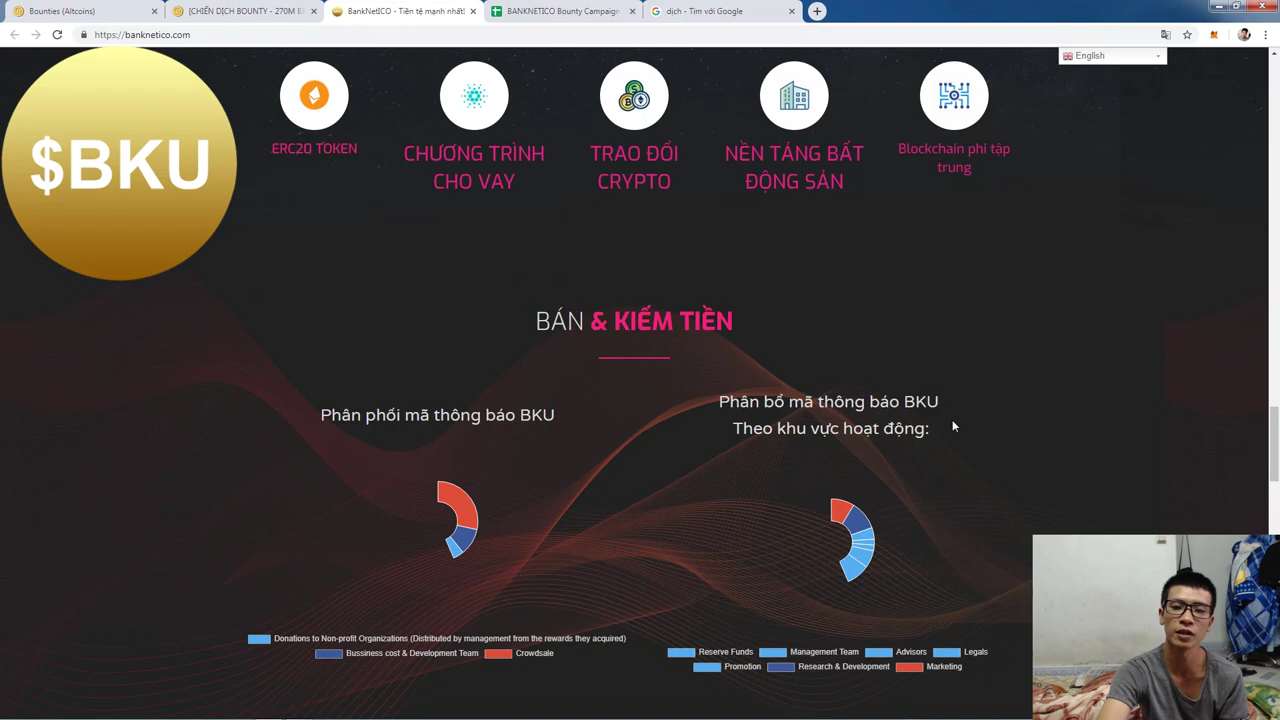 Bounties (Altcoins)
[CHIẾN DỊCH BOUNTY - 270M B
BankNetICO - Tiền tệ mạnh nhất!
BANKNETICO Bounty Campaign
dịch - Tìm với Google
https://banknetico.com
English
$BKU
ERC20 TOKEN
CHƯƠNG TRÌNH
CHO VAY
TRAO ĐỔI
CRYPTO
NỀN TẢNG BẤT
ĐỘNG SẢN
Blockchain phi tập
trung
BÁN & KIẾM TIỀN
Phân phối mã thông báo BKU
Phân bổ mã thông báo BKU
Theo khu vực hoạt động:
Donations to Non-profit Organizations (Distributed by management from the rewards they acquired)
Bussiness cost & Development Team
Crowdsale
Reserve Funds
Management Team
Advisors
Legals
Promotion
Research & Development
Marketing